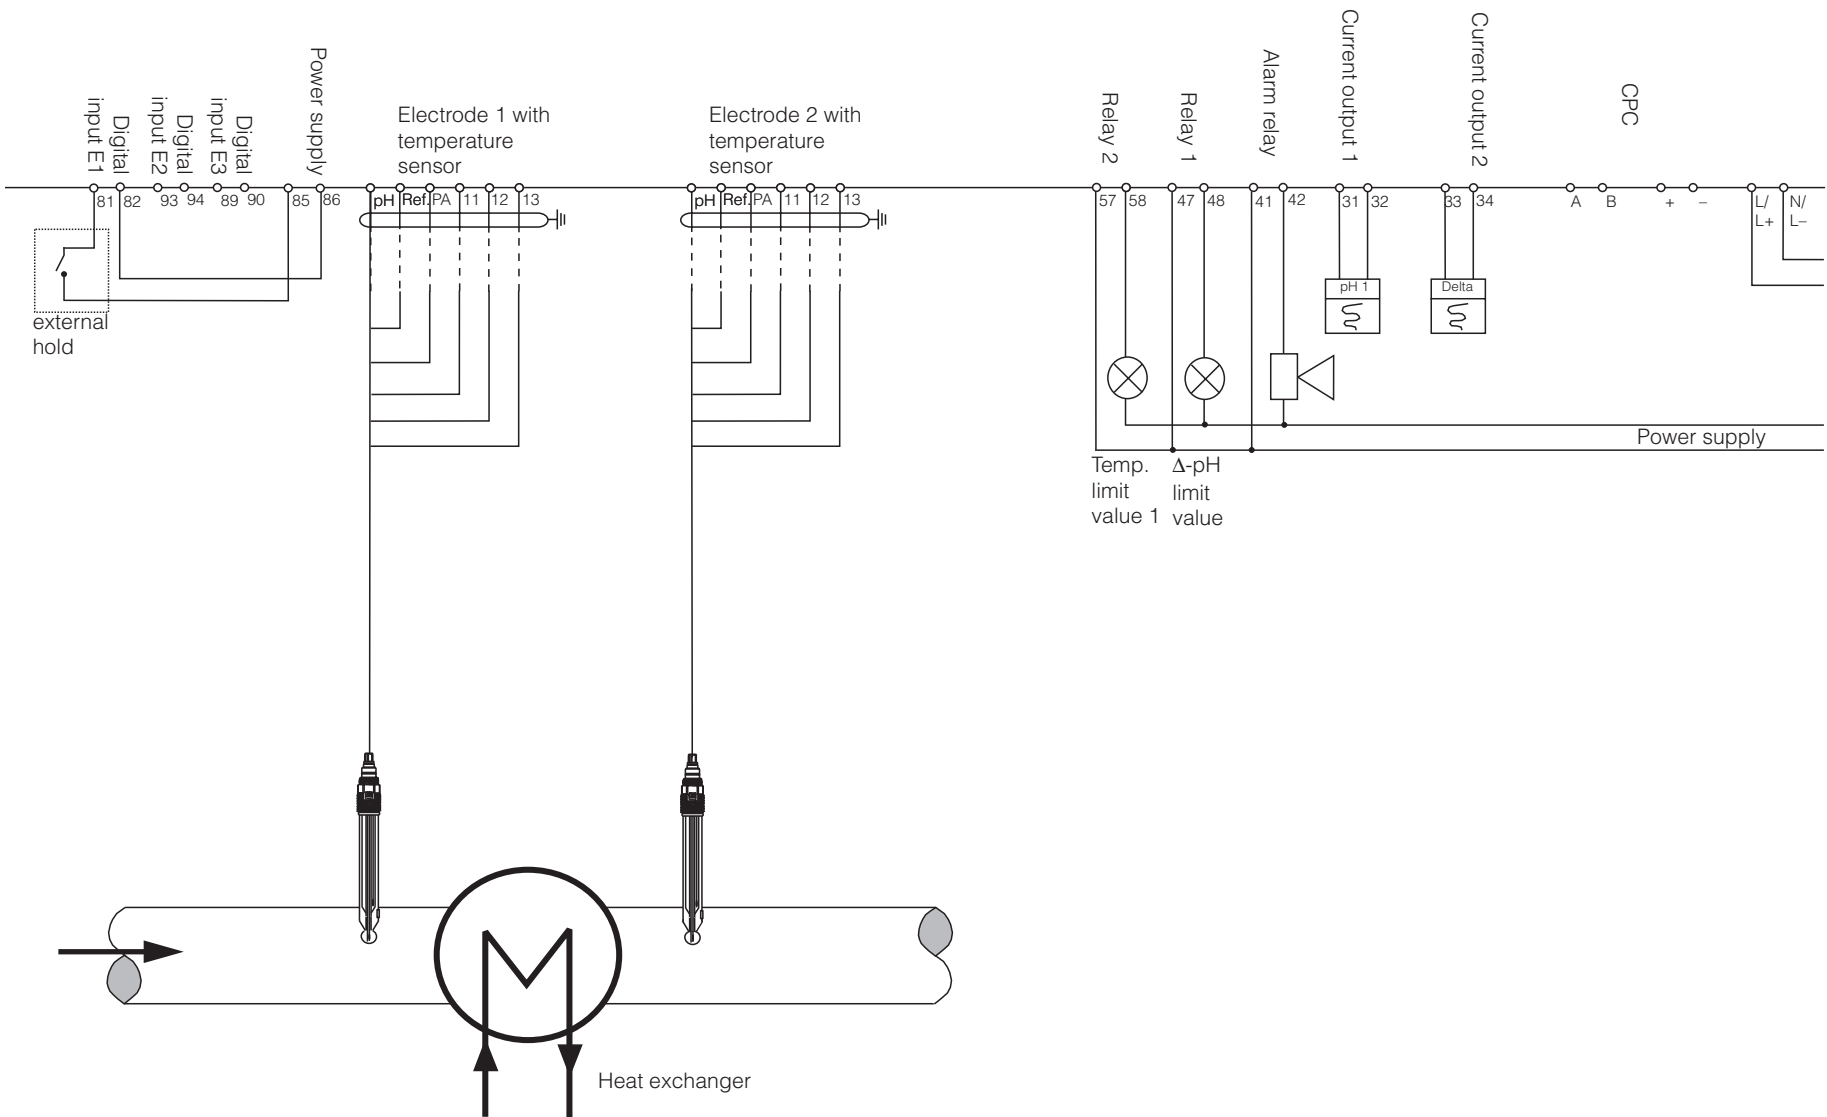 Digital
input E1
Digital
input E2
Digital
input E3
Power supply
Electrode 1 with
temperature
sensor
Electrode 2 with
temperature
sensor
Relay 2
Relay 1
Alarm relay
Current output 1
Current output 2
CPC
81 82 93 94 89 90 85 86
pH Ref. PA 11 12 13
pH Ref. PA 11 12 13
57 58 47 48 41 42 31 32 33 34
A B + −
L/
L+
N/
L−
external
hold
pH 1
Delta
Power supply
Temp.
limit
value 1
Δ-pH
limit
value
Heat exchanger